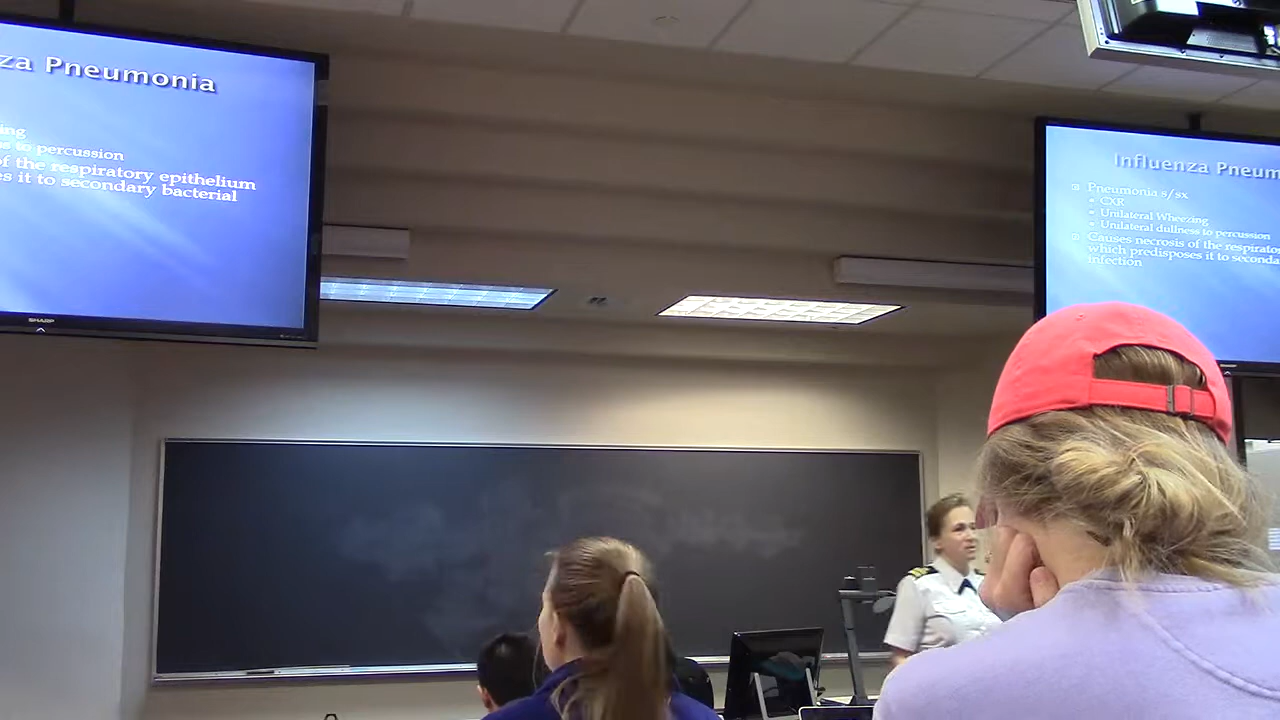 za Pneumonia
ing
s to percussion
of the respiratory epithelium
es it to secondary bacterial
SHARP
Influenza Pneum
Pneumonia s/sx
CXR
Unilateral Wheezing
Unilateral dullness to percussion
Causes necrosis of the respirato
which predisposes it to seconda
infection